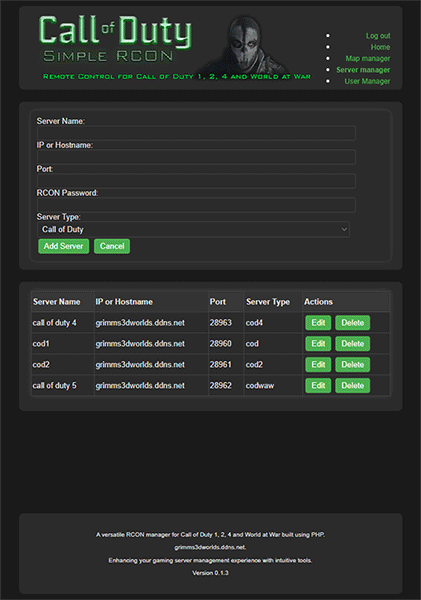 Call of Duty
Simple RCON
Remote Control for Call of Duty 1, 2, 4 and World at War
Log out
Home
Map manager
Server manager
User Manager
Server Name:
IP or Hostname:
Port:
RCON Password:
Server Type:
Call of Duty
Add Server Cancel
Server Name IP or Hostname Port Server Type Actions
call of duty 4 grimms3dworlds.ddns.net 28963 cod4 Edit Delete
cod1 grimms3dworlds.ddns.net 28960 cod Edit Delete
cod2 grimms3dworlds.ddns.net 28961 cod2 Edit Delete
call of duty 5 grimms3dworlds.ddns.net 28962 codwaw Edit Delete
A versatile RCON manager for Call of Duty 1, 2, 4 and World at War built using PHP.
grimms3dworlds.ddns.net.
Enhancing your gaming server management experience with intuitive tools.
Version 0.1.3